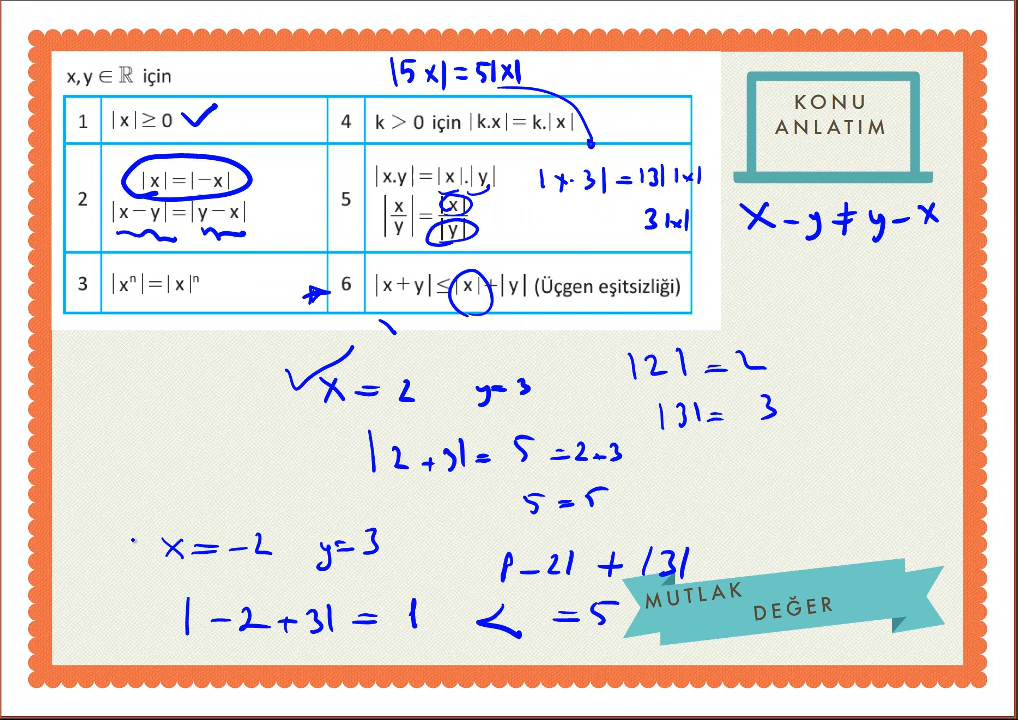 x, y ∈ ℝ için
|5x| = 5|x|
KONU
ANLATIM
1 |x| ≥ 0
4 k > 0 için |k.x| = k.|x|
2 |x| = |−x|
|x−y| = |y−x|
5 |x.y| = |x|.|y|
|x/y| = |x|/|y|
|x·3| = |3||x|
3|x|
x − y ≠ y − x
3 |xⁿ| = |x|ⁿ
6 |x+y| ≤ |x|+|y| (Üçgen eşitsizliği)
x = 2 y = 3
|2| = 2
|3| = 3
|2+3| = 5 = 2+3
5 = 5
x = −2 y = 3
|−2| + |3|
|−2+3| = 1 < = 5
MUTLAK
DEĞER